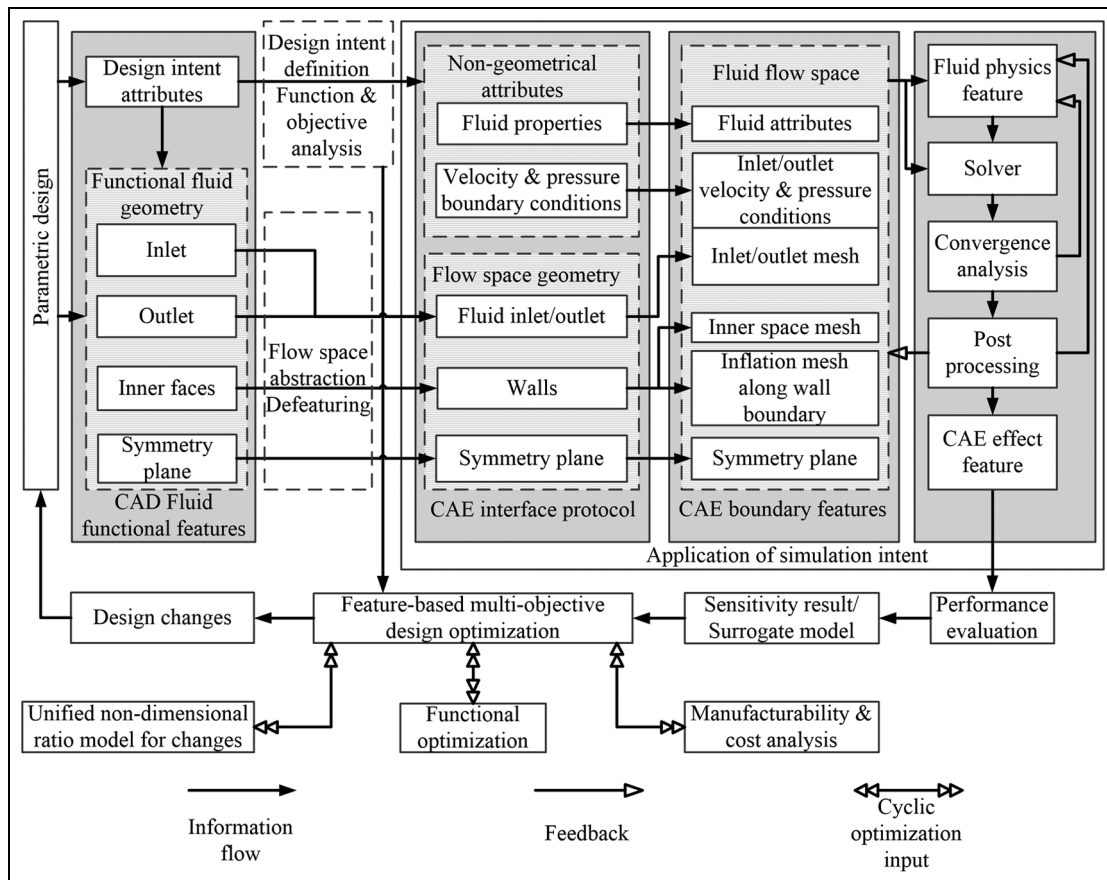 Parametric design
Design intent
attributes
Functional fluid
geometry
Inlet
Outlet
Inner faces
Symmetry
plane
CAD Fluid
functional features
Design intent
definition
Function &
objective
analysis
Flow space
abstraction
Defeaturing
Non-geometrical
attributes
Fluid properties
Velocity & pressure
boundary conditions
Flow space geometry
Fluid inlet/outlet
Walls
Symmetry plane
CAE interface protocol
Fluid flow space
Fluid attributes
Inlet/outlet
velocity & pressure
conditions
Inlet/outlet mesh
Inner space mesh
Inflation mesh
along wall
boundary
Symmetry plane
CAE boundary features
Fluid physics
feature
Solver
Convergence
analysis
Post
processing
CAE effect
feature
Application of simulation intent
Design changes
Feature-based multi-objective
design optimization
Sensitivity result/
Surrogate model
Performance
evaluation
Unified non-dimensional
ratio model for changes
Functional
optimization
Manufacturability &
cost analysis
Information
flow
Feedback
Cyclic
optimization
input